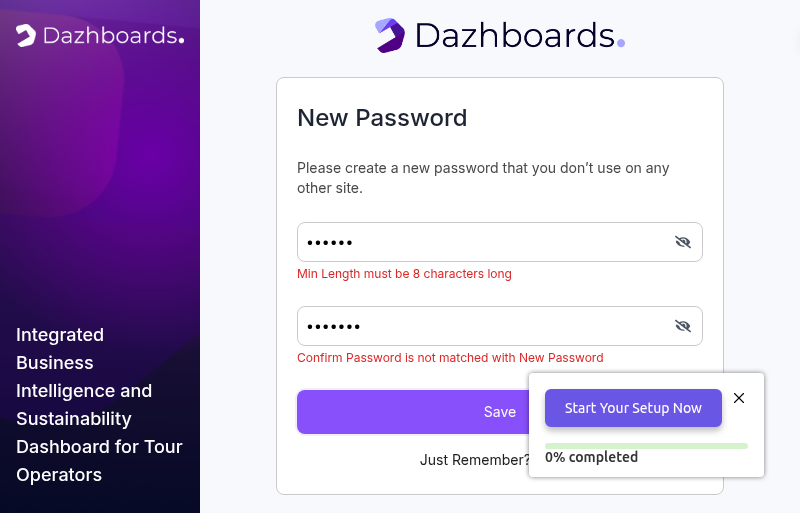 Dazhboards.
Integrated
Business
Intelligence and
Sustainability
Dashboard for Tour
Operators
Dazhboards.
New Password
Please create a new password that you don’t use on any
other site.
••••••
Min Length must be 8 characters long
•••••••
Confirm Password is not matched with New Password
Save
Just Remember?
Start Your Setup Now
0% completed